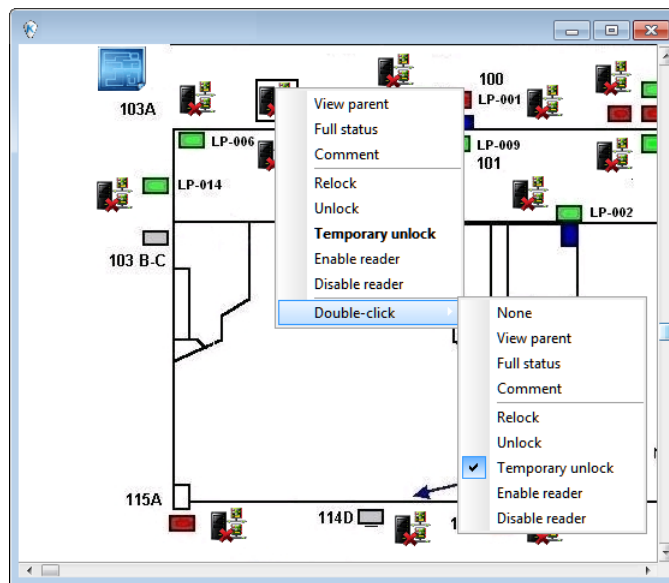 103A
100
LP-001
View parent
Full status
Comment
LP-006
LP-009
101
Relock
LP-014
Unlock
LP-002
Temporary unlock
Enable reader
103 B-C
Disable reader
Double-click
None
View parent
Full status
Comment
Relock
Unlock
Temporary unlock
Enable reader
115A
114D
Disable reader